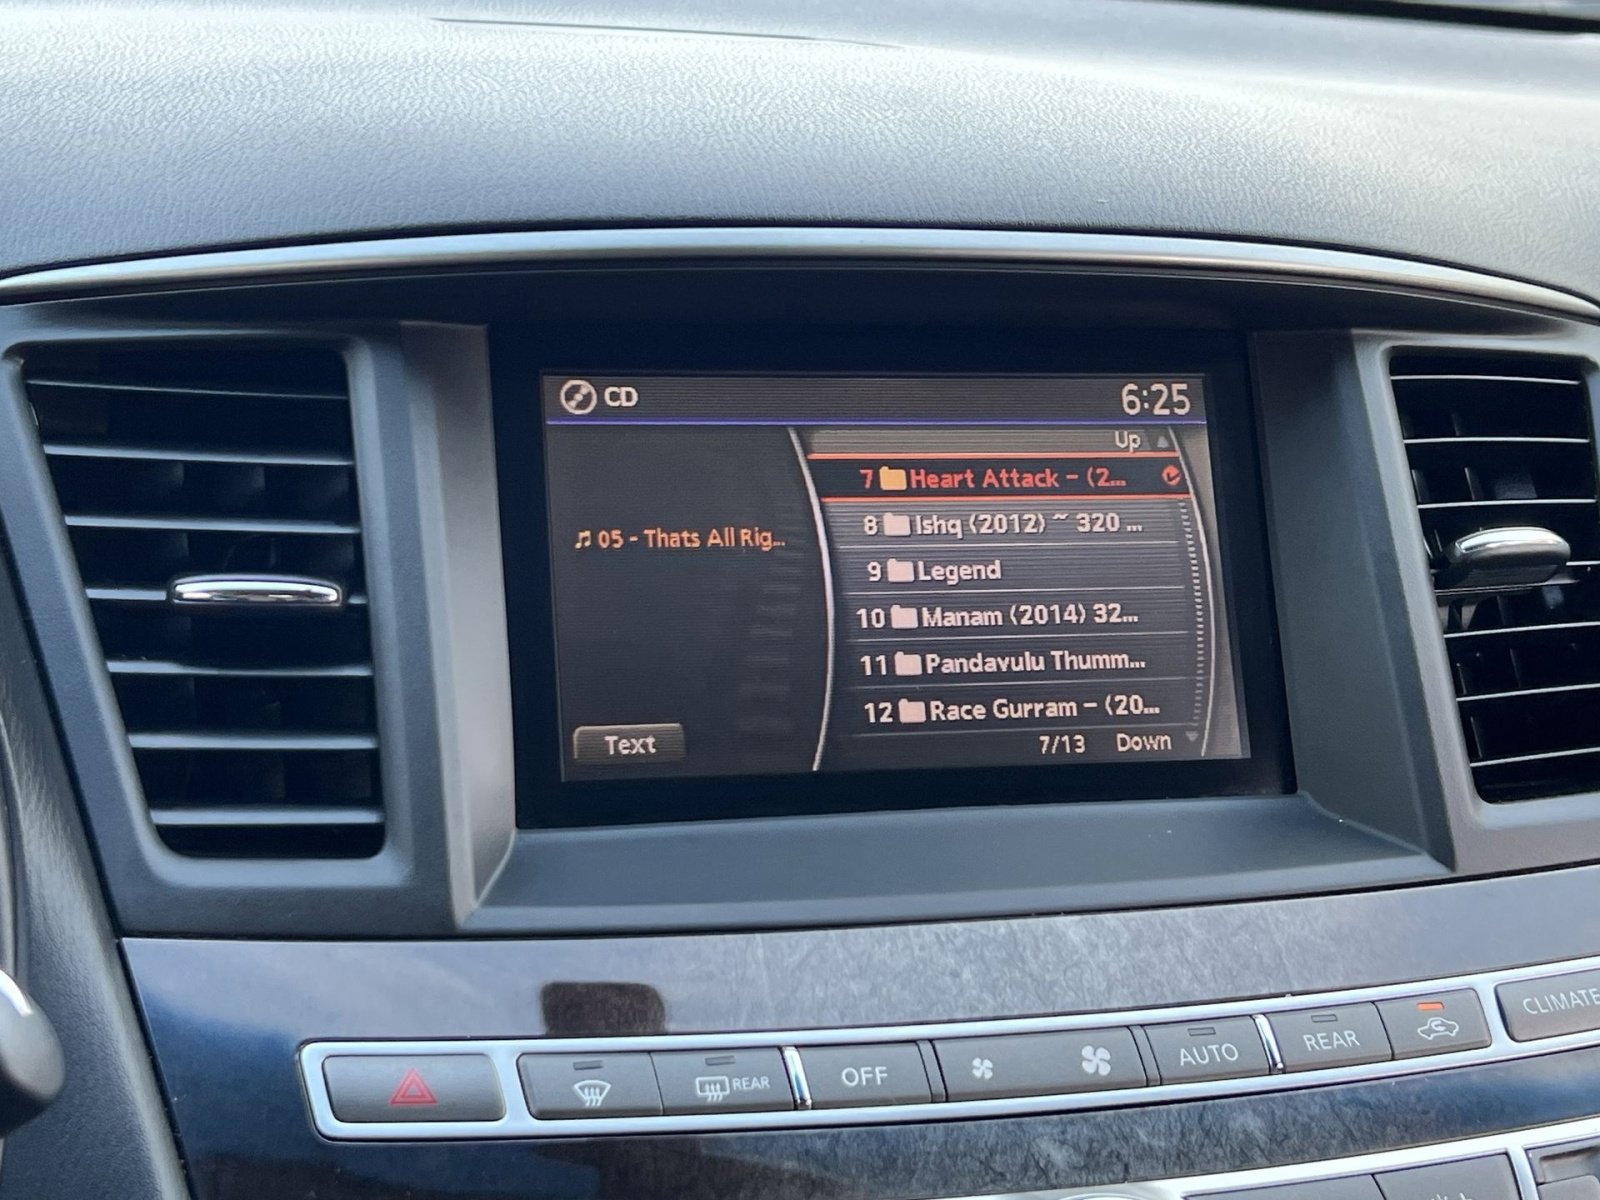 CD
6:25
Up
7 Heart Attack - (2...
05 - Thats All Rig...
8 Ishq (2012) ~ 320 ...
9 Legend
10 Manam (2014) 32...
11 Pandavulu Thumm...
12 Race Gurram - (20...
Text
7/13 Down
REAR
OFF
AUTO
REAR
CLIMATE